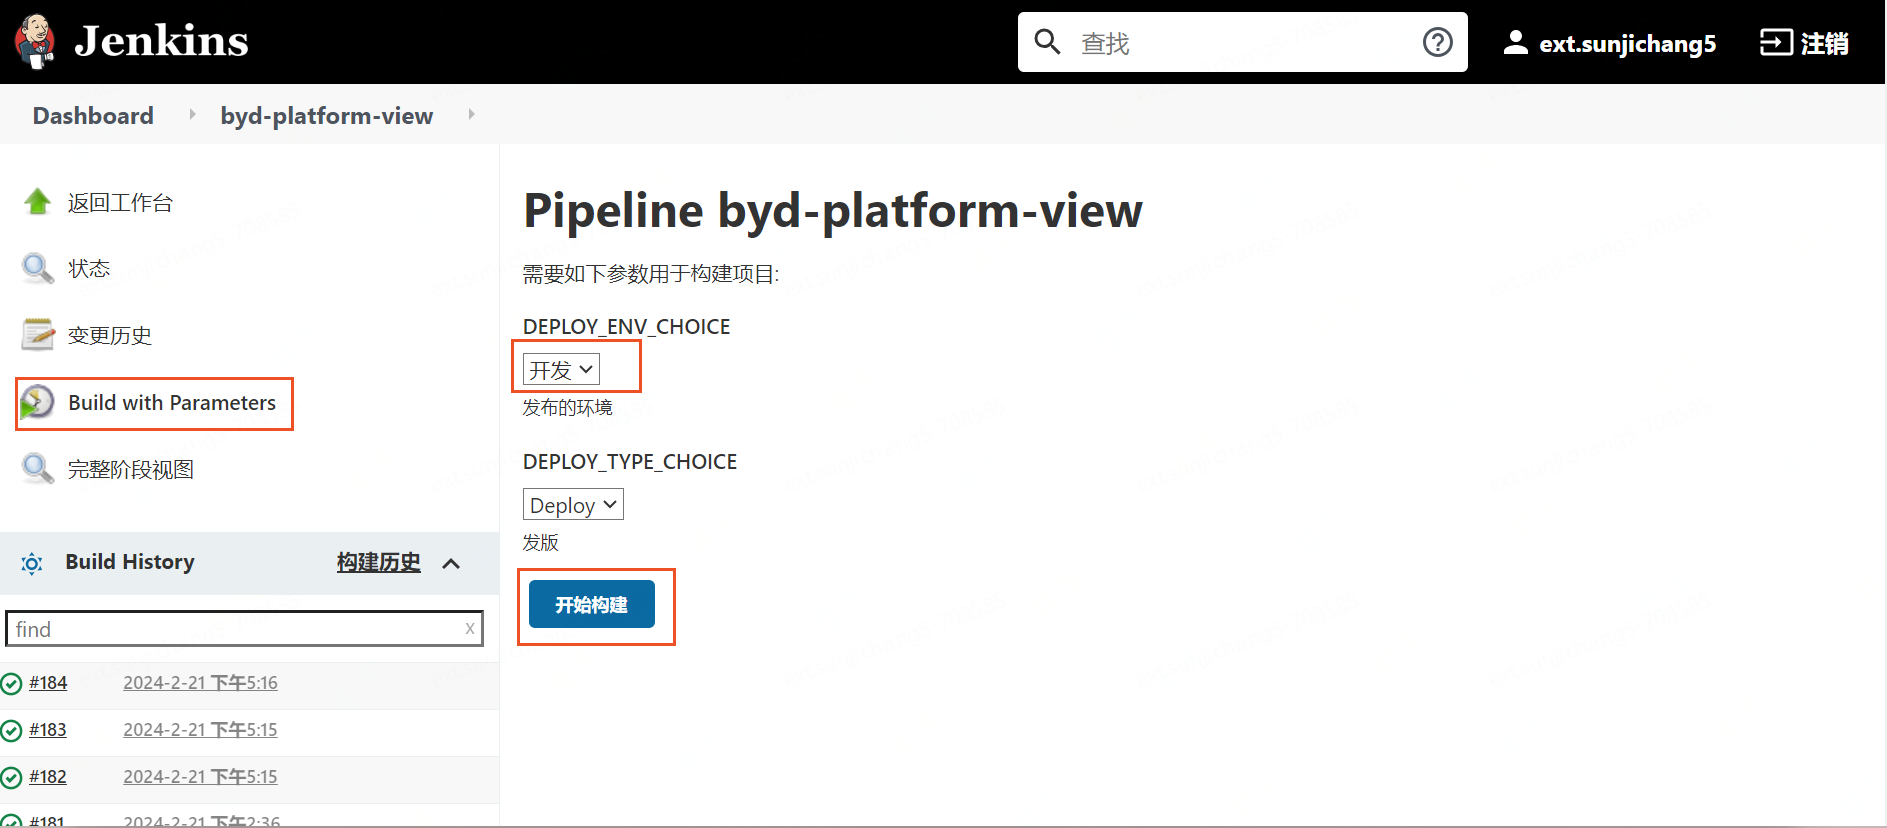 Jenkins
查找
ext.sunjichang5
注销
Dashboard
byd-platform-view
返回工作台
状态
变更历史
Build with Parameters
完整阶段视图
Build History
构建历史
find
x
#184
2024-2-21 下午5:16
#183
2024-2-21 下午5:15
#182
2024-2-21 下午5:15
#181
2024-2-21 下午2:36
Pipeline byd-platform-view
需要如下参数用于构建项目:
DEPLOY_ENV_CHOICE
开发
发布的环境
DEPLOY_TYPE_CHOICE
Deploy
发版
开始构建